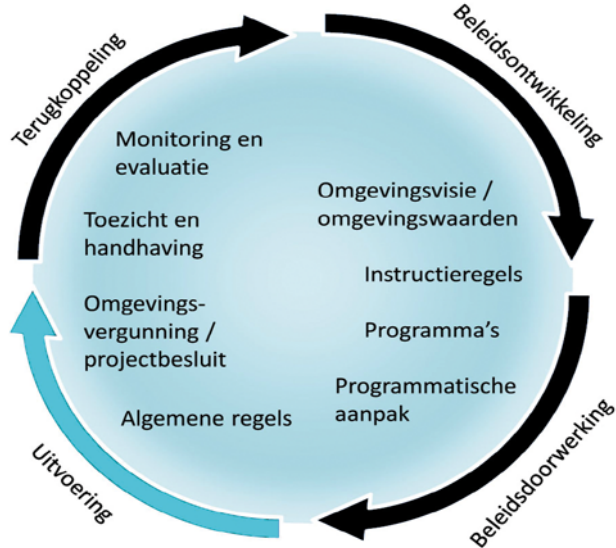 Terugkoppeling
Beleidsontwikkeling
Monitoring en
evaluatie
Omgevingsvisie /
omgevingswaarden
Toezicht en
handhaving
Instructieregels
Omgevings-
vergunning /
projectbesluit
Programma’s
Programmatische
aanpak
Algemene regels
Uitvoering
Beleidsdoorwerking